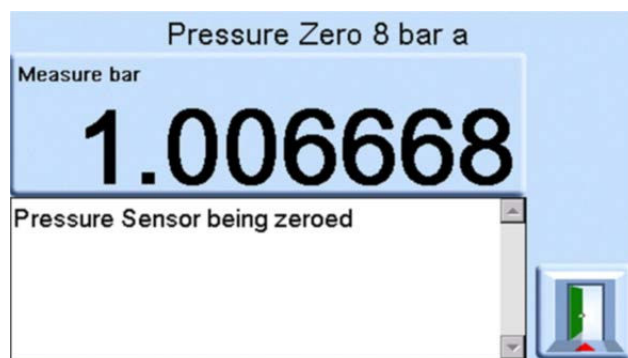 Pressure Zero 8 bar a
Measure bar
1.006668
Pressure Sensor being zeroed